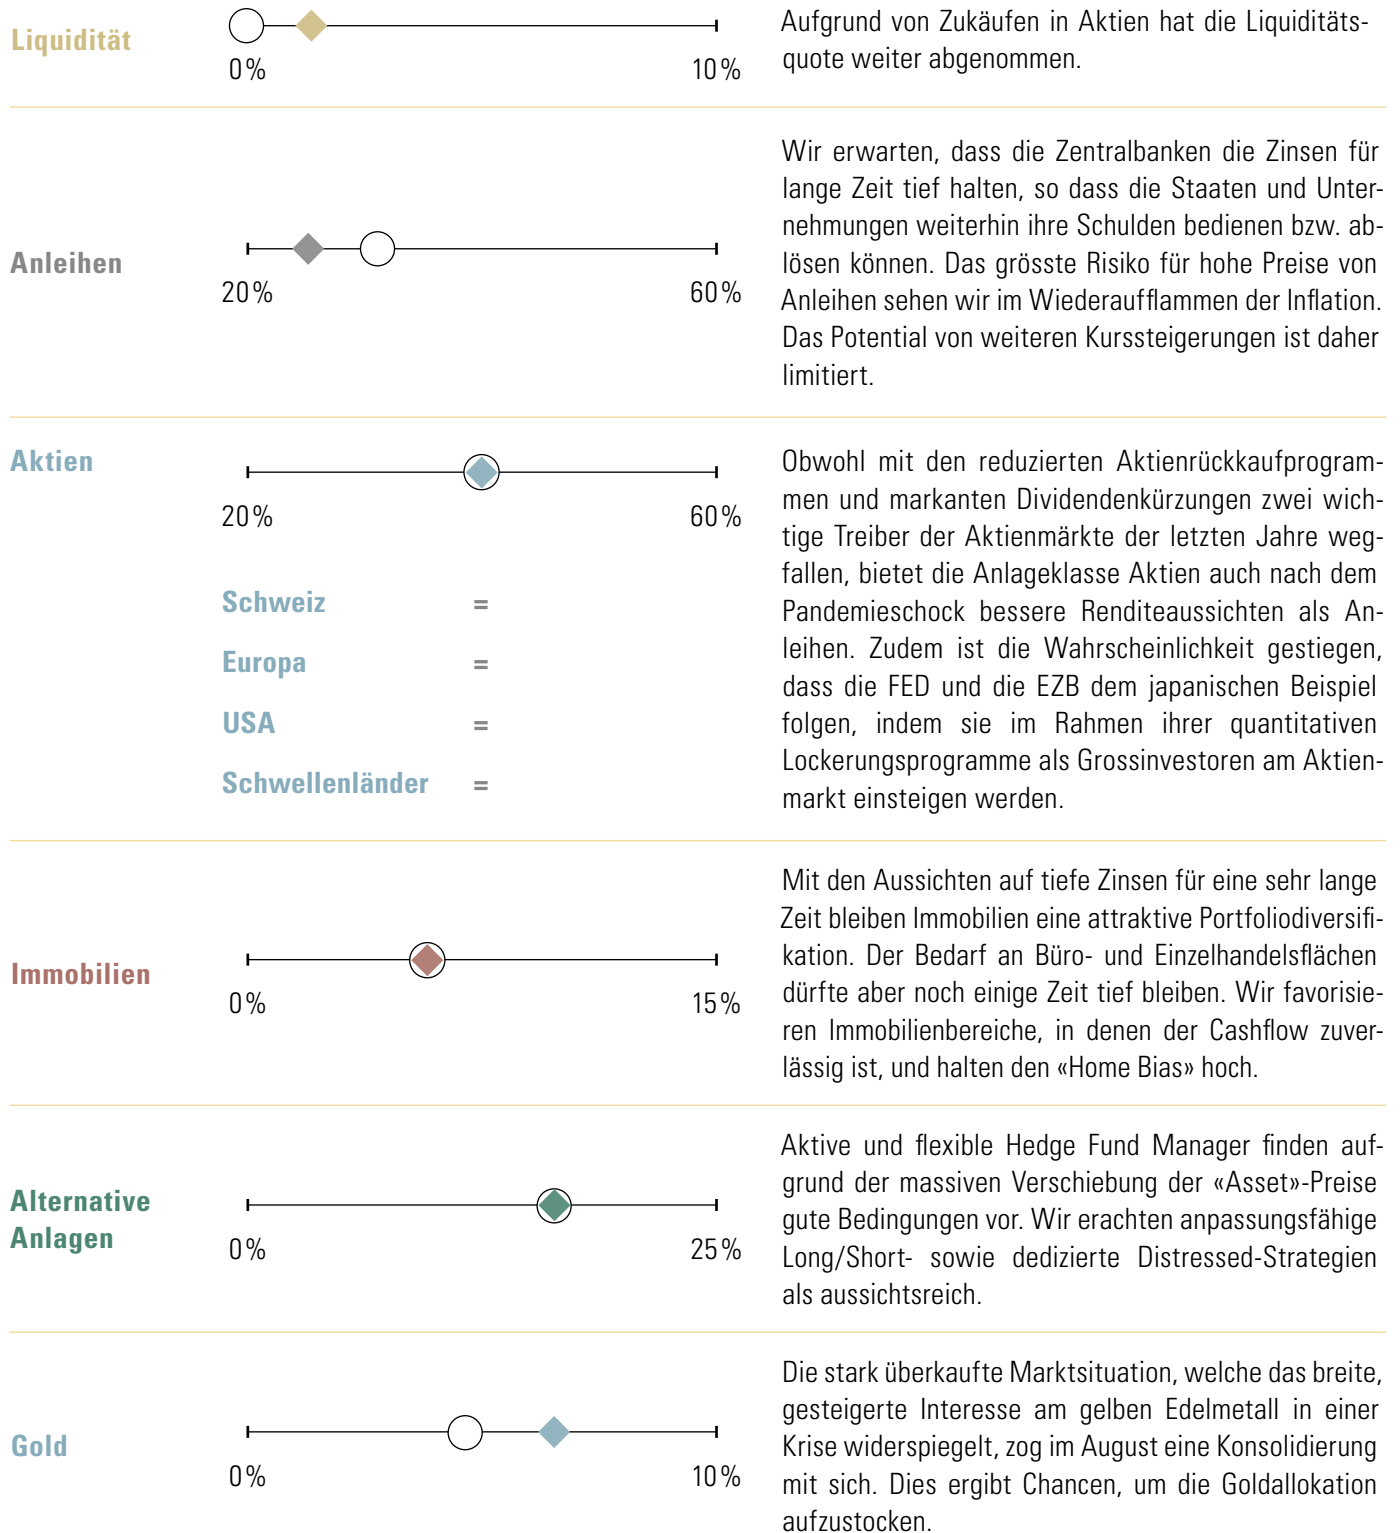 Liquidität
0%
10%
Aufgrund von Zukäufen in Aktien hat die Liquiditäts-
quote weiter abgenommen.
Anleihen
20%
60%
Wir erwarten, dass die Zentralbanken die Zinsen für
lange Zeit tief halten, so dass die Staaten und Unter-
nehmungen weiterhin ihre Schulden bedienen bzw. ab-
lösen können. Das grösste Risiko für hohe Preise von
Anleihen sehen wir im Wiederaufflammen der Inflation.
Das Potential von weiteren Kurssteigerungen ist daher
limitiert.
Aktien
20%
60%
Schweiz =
Europa =
USA =
Schwellenländer =
Obwohl mit den reduzierten Aktienrückkaufprogram-
men und markanten Dividendenkürzungen zwei wich-
tige Treiber der Aktienmärkte der letzten Jahre weg-
fallen, bietet die Anlageklasse Aktien auch nach dem
Pandemieschock bessere Renditeaussichten als An-
leihen. Zudem ist die Wahrscheinlichkeit gestiegen,
dass die FED und die EZB dem japanischen Beispiel
folgen, indem sie im Rahmen ihrer quantitativen
Lockerungsprogramme als Grossinvestoren am Aktien-
markt einsteigen werden.
Immobilien
0%
15%
Mit den Aussichten auf tiefe Zinsen für eine sehr lange
Zeit bleiben Immobilien eine attraktive Portfoliodiversifi-
kation. Der Bedarf an Büro- und Einzelhandelsflächen
dürfte aber noch einige Zeit tief bleiben. Wir favorisie-
ren Immobilienbereiche, in denen der Cashflow zuver-
lässig ist, und halten den «Home Bias» hoch.
Alternative
Anlagen
0%
25%
Aktive und flexible Hedge Fund Manager finden auf-
grund der massiven Verschiebung der «Asset»-Preise
gute Bedingungen vor. Wir erachten anpassungsfähige
Long/Short- sowie dedizierte Distressed-Strategien
als aussichtsreich.
Gold
0%
10%
Die stark überkaufte Marktsituation, welche das breite,
gesteigerte Interesse am gelben Edelmetall in einer
Krise widerspiegelt, zog im August eine Konsolidierung
mit sich. Dies ergibt Chancen, um die Goldallokation
aufzustocken.